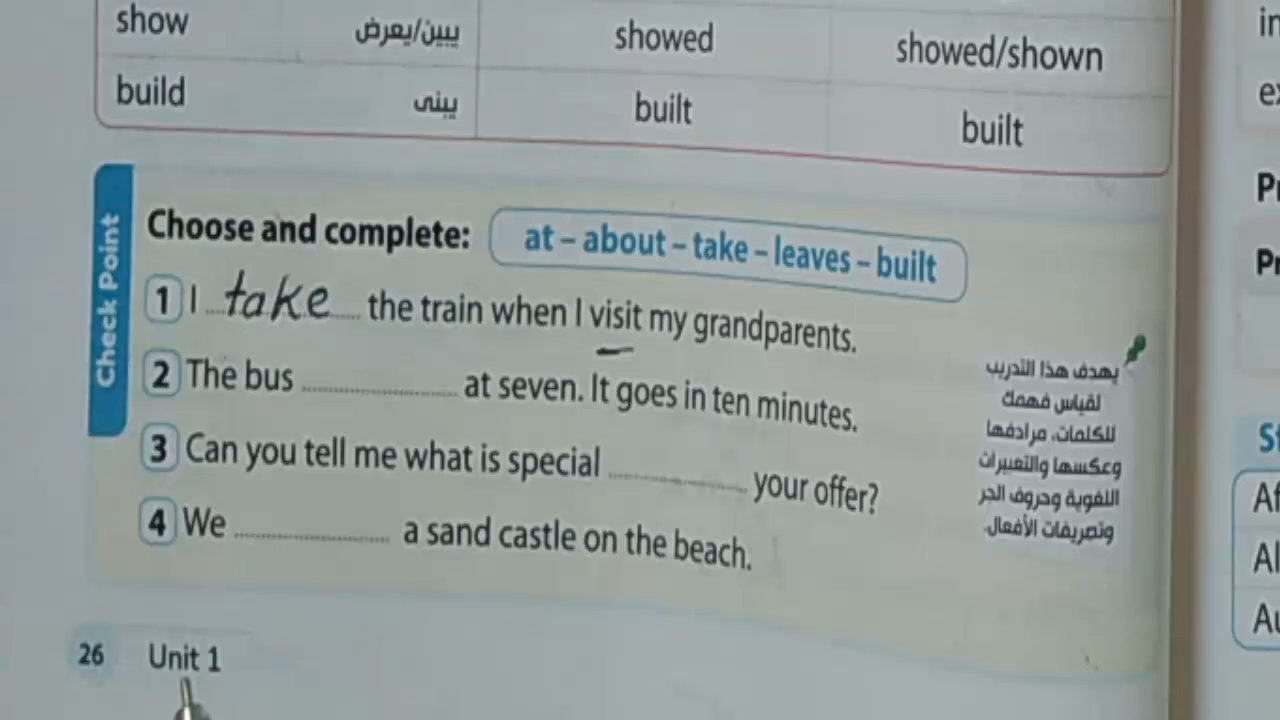 show يبين/يعرض showed showed/shown
build يبنى built built
Check Point
Choose and complete: at – about – take – leaves – built
1 I take the train when I visit my grandparents.
2 The bus .................... at seven. It goes in ten minutes.
3 Can you tell me what is special .................... your offer?
4 We .................... a sand castle on the beach.
يهدف هذا التدريب
لقياس فهمك
للكلمات، مرادفها
وعكسها والتعبيرات
اللغوية وحروف الجر
وتصريفات الأفعال.
26 Unit 1